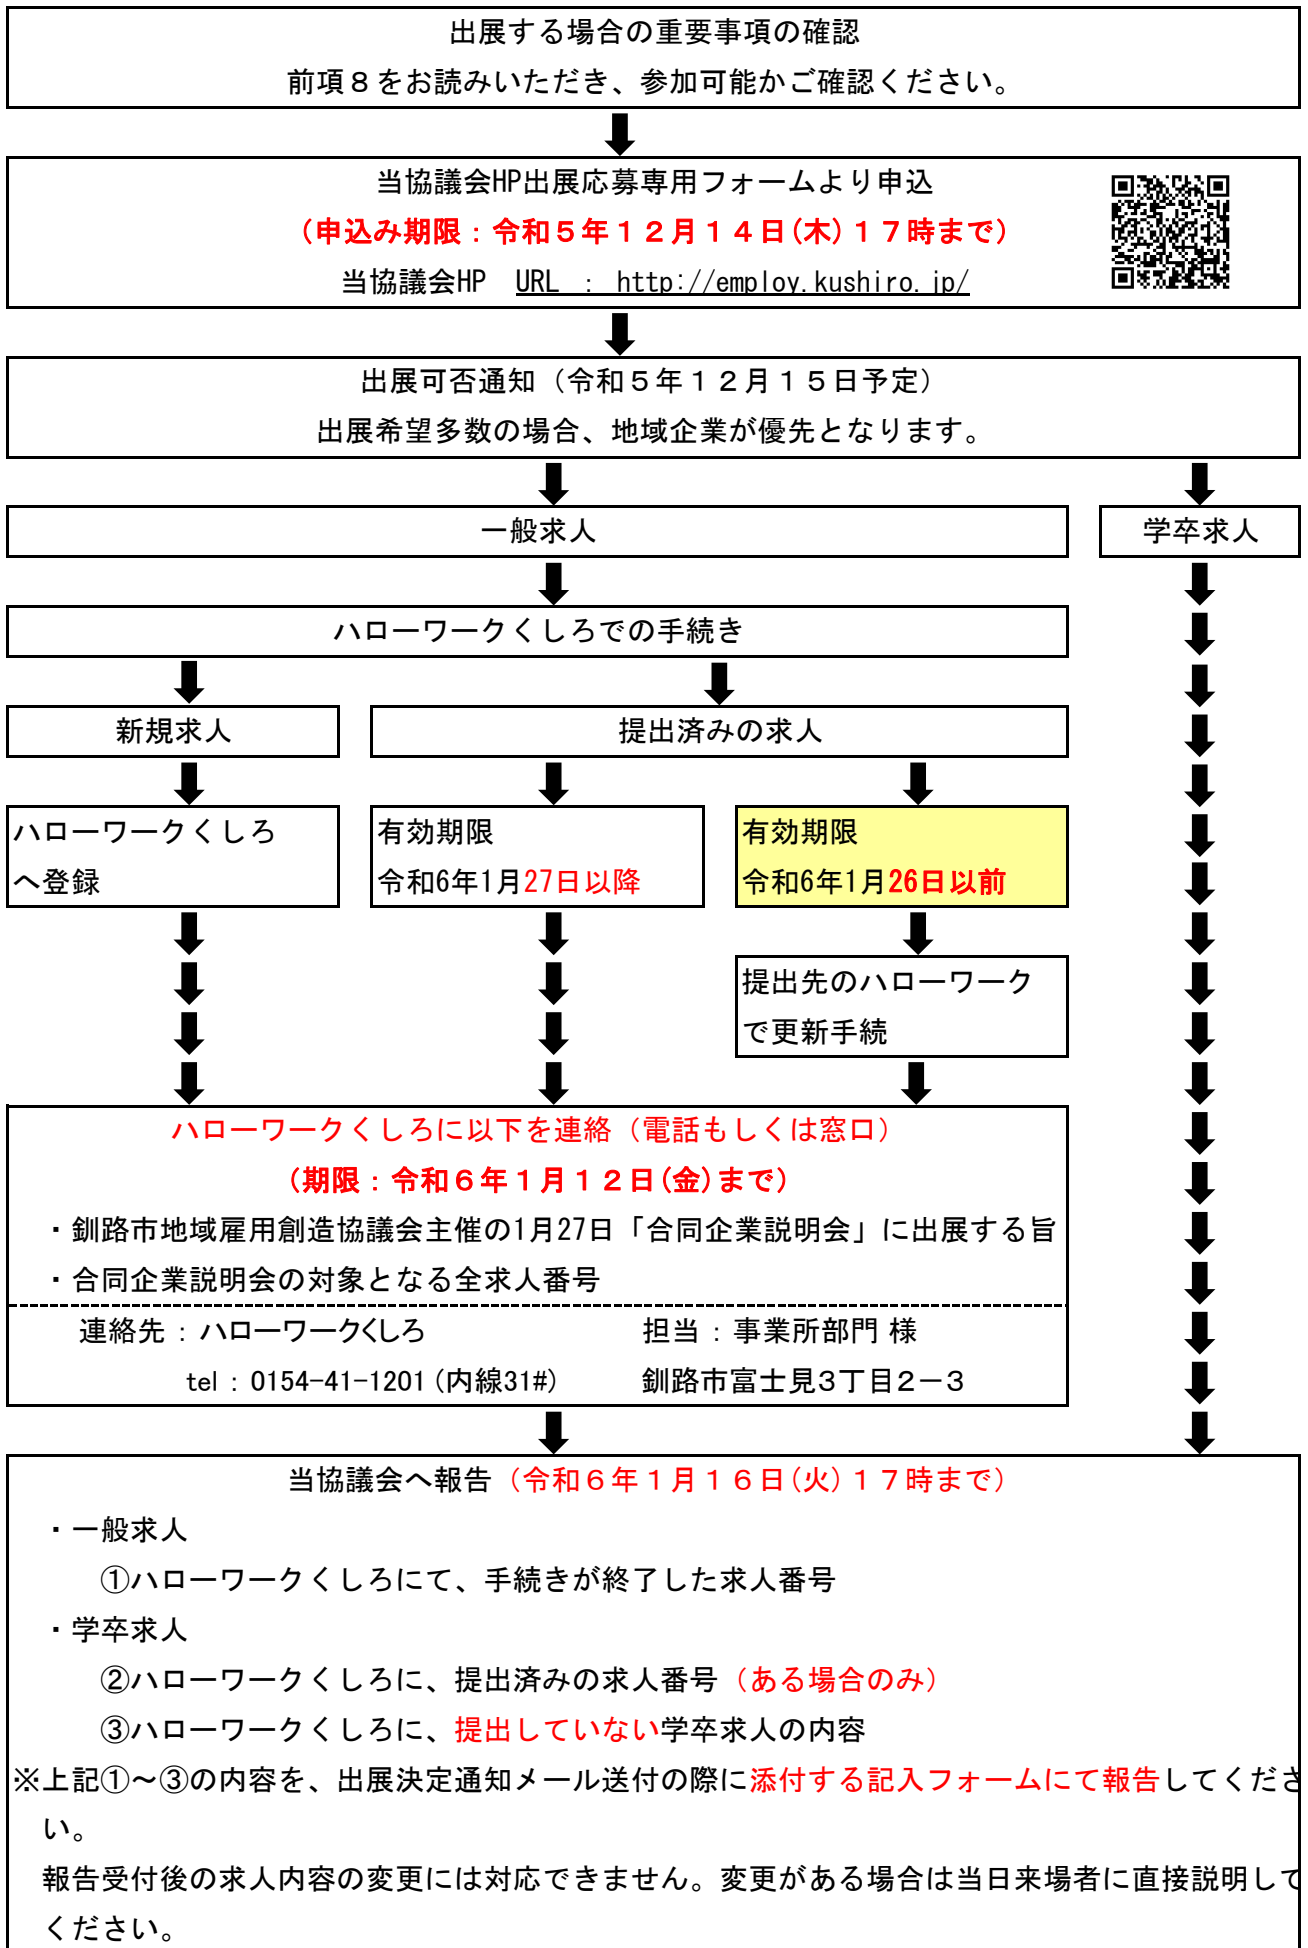 出展する場合の重要事項の確認
前項８をお読みいただき、参加可能かご確認ください。
当協議会HP出展応募専用フォームより申込
（申込み期限：令和５年１２月１４日(木)１７時まで）
当協議会HP　URL　：　http://employ.kushiro.jp/
出展可否通知（令和５年１２月１５日予定）
出展希望多数の場合、地域企業が優先となります。
一般求人
学卒求人
ハローワークくしろでの手続き
新規求人
提出済みの求人
ハローワークくしろ
へ登録
有効期限
令和6年1月27日以降
有効期限
令和6年1月26日以前
提出先のハローワーク
で更新手続
ハローワークくしろに以下を連絡（電話もしくは窓口）
（期限：令和６年１月１２日(金)まで）
・釧路市地域雇用創造協議会主催の1月27日「合同企業説明会」に出展する旨
・合同企業説明会の対象となる全求人番号
連絡先：ハローワークくしろ　担当：事業所部門 様
tel：0154-41-1201(内線31#)　釧路市富士見3丁目2－3
当協議会へ報告（令和６年１月１６日(火)１７時まで）
・一般求人
①ハローワークくしろにて、手続きが終了した求人番号
・学卒求人
②ハローワークくしろに、提出済みの求人番号（ある場合のみ）
③ハローワークくしろに、提出していない学卒求人の内容
※上記①～③の内容を、出展決定通知メール送付の際に添付する記入フォームにて報告してくださ
い。
報告受付後の求人内容の変更には対応できません。変更がある場合は当日来場者に直接説明して
ください。